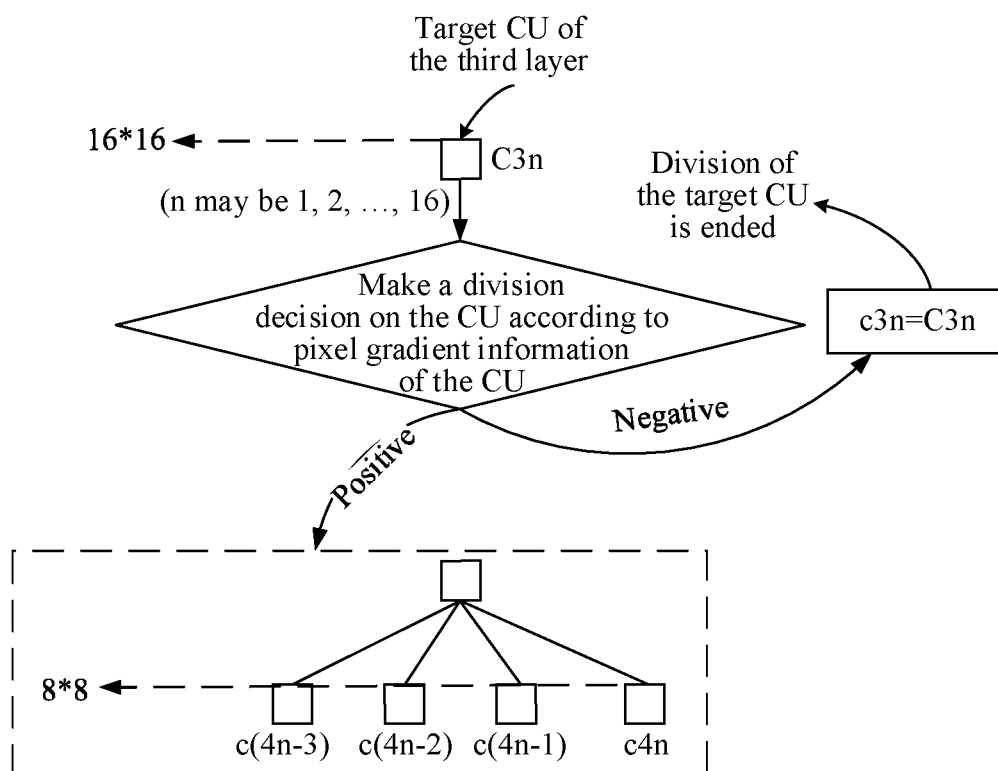 Target CU of
the third layer
16*16
C3n
(n may be 1, 2, …, 16)
Division of
the target CU
is ended
Make a division
decision on the CU according to
pixel gradient information
of the CU
c3n=C3n
Negative
Positive
8*8
c(4n-3)
c(4n-2)
c(4n-1)
c4n